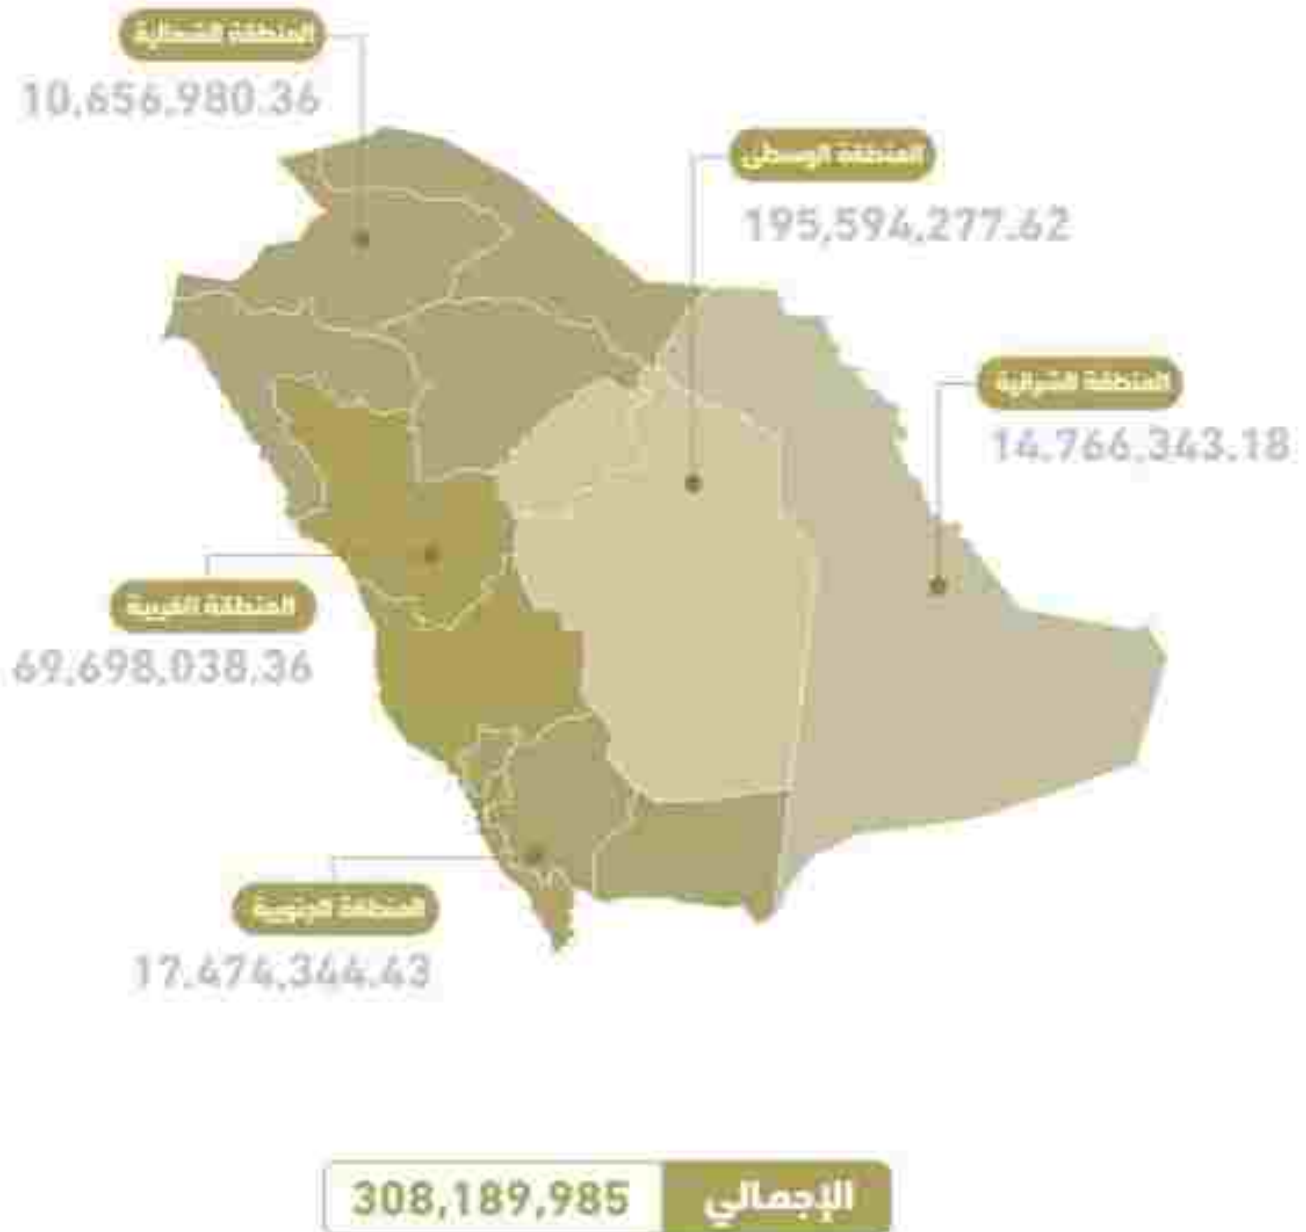 المنطقة الشمالية
10,656,980.36
المنطقة الوسطى
195,594,277.62
المنطقة الشرقية
14,766,343.18
المنطقة الغربية
69,698,038.36
المنطقة الجنوبية
17,474,344.43
الإجمالي 308,189,985